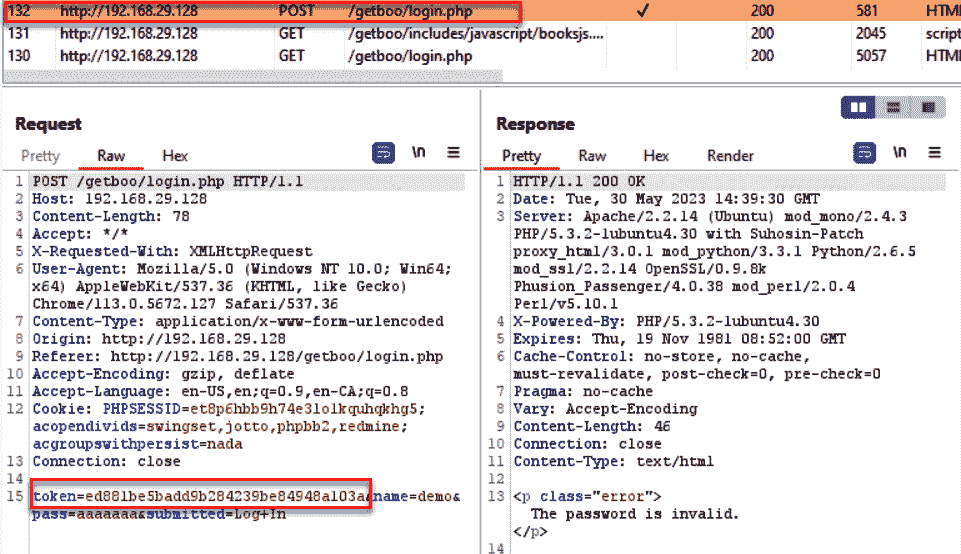 132 http://192.168.29.128 POST /getboo/login.php ✓ 200 581 HTM
131 http://192.168.29.128 GET /getboo/includes/javascript/booksjs.... 200 2045 script
130 http://192.168.29.128 GET /getboo/login.php 200 5057 HTM
Request
Pretty Raw Hex \n
1 POST /getboo/login.php HTTP/1.1
2 Host: 192.168.29.128
3 Content-Length: 78
4 Accept: */*
5 X-Requested-With: XMLHttpRequest
6 User-Agent: Mozilla/5.0 (Windows NT 10.0; Win64;
x64) AppleWebKit/537.36 (KHTML, like Gecko)
Chrome/113.0.5672.127 Safari/537.36
7 Content-Type: application/x-www-form-urlencoded
8 Origin: http://192.168.29.128
9 Referer: http://192.168.29.128/getboo/login.php
10 Accept-Encoding: gzip, deflate
11 Accept-Language: en-US,en;q=0.9,en-CA;q=0.8
12 Cookie: PHPSESSID=et8p6hbb9h74e3lo1kquhqkhg5;
acopendivids=swingset,jotto,phpbb2,redmine;
acgroupswithpersist=nada
13 Connection: close
14
15 token=ed881be5badd9b284239be84948a103a&name=demo&
pass=aaaaaaa&submitted=Log+In
Response
Pretty Raw Hex Render \n
1 HTTP/1.1 200 OK
2 Date: Tue, 30 May 2023 14:39:30 GMT
3 Server: Apache/2.2.14 (Ubuntu) mod_mono/2.4.3
PHP/5.3.2-1ubuntu4.30 with Suhosin-Patch
proxy_html/3.0.1 mod_python/3.3.1 Python/2.6.5
mod_ssl/2.2.14 OpenSSL/0.9.8k
Phusion_Passenger/4.0.38 mod_perl/2.0.4
Perl/v5.10.1
4 X-Powered-By: PHP/5.3.2-1ubuntu4.30
5 Expires: Thu, 19 Nov 1981 08:52:00 GMT
6 Cache-Control: no-store, no-cache,
must-revalidate, post-check=0, pre-check=0
7 Pragma: no-cache
8 Vary: Accept-Encoding
9 Content-Length: 46
10 Connection: close
11 Content-Type: text/html
12
13 <p class="error">
The password is invalid.
</p>
14